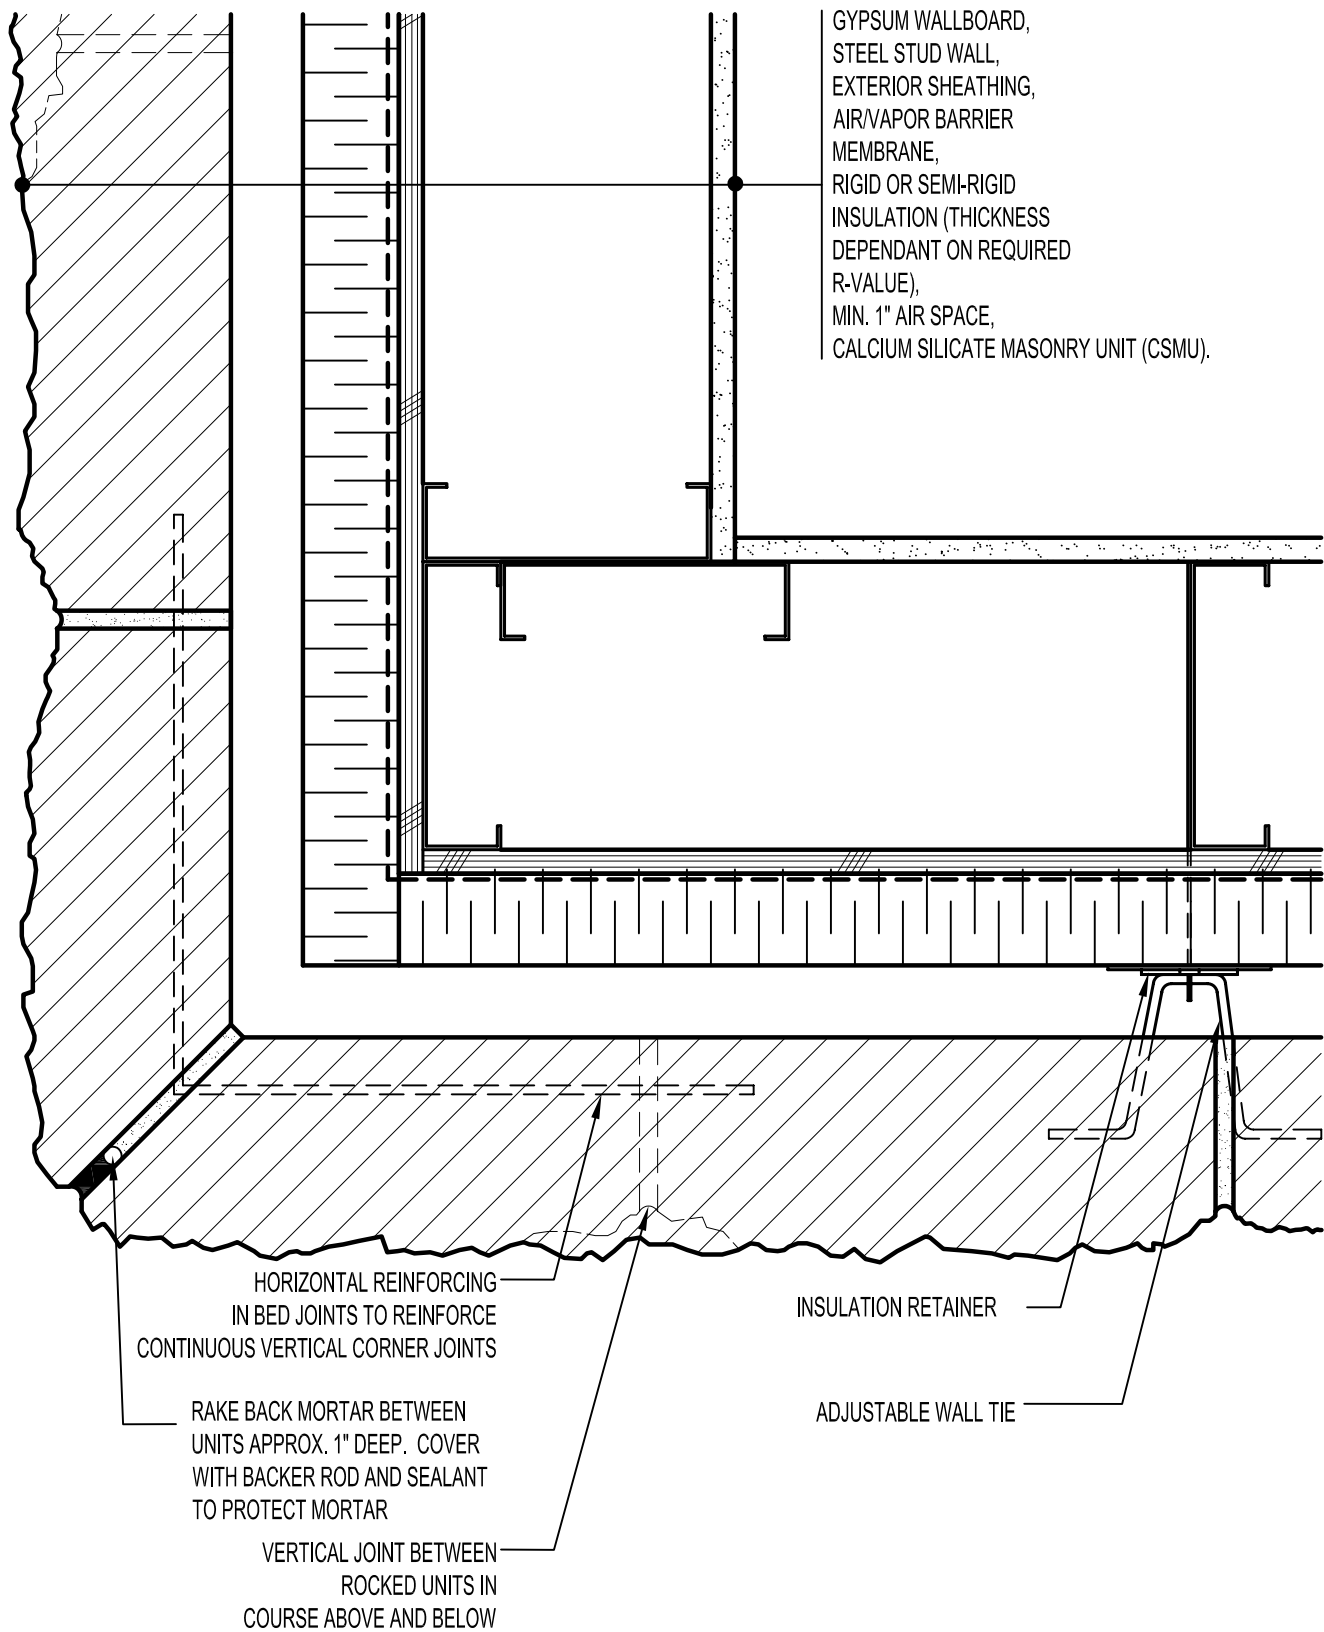 GYPSUM WALLBOARD,
STEEL STUD WALL,
EXTERIOR SHEATHING,
AIR/VAPOR BARRIER
MEMBRANE,
RIGID OR SEMI-RIGID
INSULATION (THICKNESS
DEPENDANT ON REQUIRED
R-VALUE),
MIN. 1" AIR SPACE,
CALCIUM SILICATE MASONRY UNIT (CSMU).
HORIZONTAL REINFORCING
IN BED JOINTS TO REINFORCE
CONTINUOUS VERTICAL CORNER JOINTS
INSULATION RETAINER
RAKE BACK MORTAR BETWEEN
UNITS APPROX. 1" DEEP. COVER
WITH BACKER ROD AND SEALANT
TO PROTECT MORTAR
ADJUSTABLE WALL TIE
VERTICAL JOINT BETWEEN
ROCKED UNITS IN
COURSE ABOVE AND BELOW